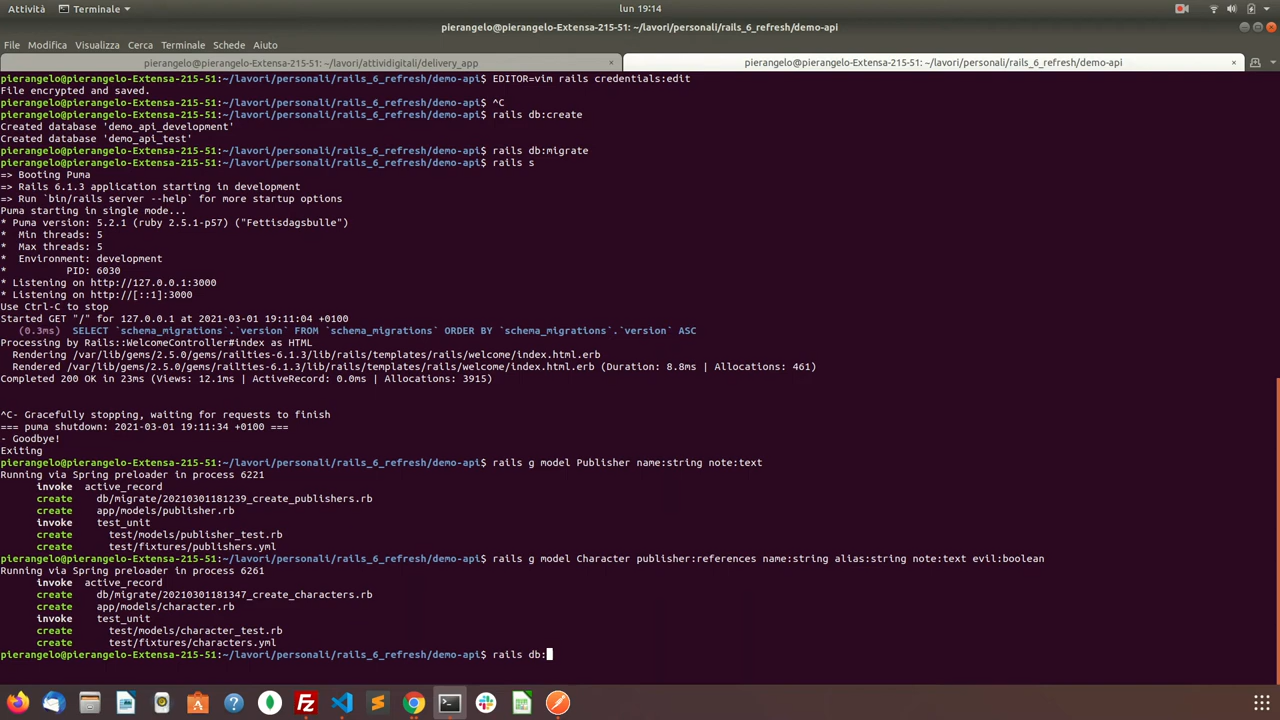 Attività Terminale lun 19:14
pierangelo@pierangelo-Extensa-215-51: ~/lavori/personali/rails_6_refresh/demo-api
File Modifica Visualizza Cerca Terminale Schede Aiuto
pierangelo@pierangelo-Extensa-215-51: ~/lavori/attividigitali/delivery_app × pierangelo@pierangelo-Extensa-215-51: ~/lavori/personali/rails_6_refresh/demo-api ×
pierangelo@pierangelo-Extensa-215-51:~/lavori/personali/rails_6_refresh/demo-api$ EDITOR=vim rails credentials:edit
File encrypted and saved.
pierangelo@pierangelo-Extensa-215-51:~/lavori/personali/rails_6_refresh/demo-api$ ^C
pierangelo@pierangelo-Extensa-215-51:~/lavori/personali/rails_6_refresh/demo-api$ rails db:create
Created database 'demo_api_development'
Created database 'demo_api_test'
pierangelo@pierangelo-Extensa-215-51:~/lavori/personali/rails_6_refresh/demo-api$ rails db:migrate
pierangelo@pierangelo-Extensa-215-51:~/lavori/personali/rails_6_refresh/demo-api$ rails s
=> Booting Puma
=> Rails 6.1.3 application starting in development
=> Run `bin/rails server --help` for more startup options
Puma starting in single mode...
* Puma version: 5.2.1 (ruby 2.5.1-p57) ("Fettisdagsbulle")
*  Min threads: 5
*  Max threads: 5
*  Environment: development
*          PID: 6030
* Listening on http://127.0.0.1:3000
* Listening on http://[::1]:3000
Use Ctrl-C to stop
Started GET "/" for 127.0.0.1 at 2021-03-01 19:11:04 +0100
   (0.3ms)  SELECT `schema_migrations`.`version` FROM `schema_migrations` ORDER BY `schema_migrations`.`version` ASC
Processing by Rails::WelcomeController#index as HTML
  Rendering /var/lib/gems/2.5.0/gems/railties-6.1.3/lib/rails/templates/rails/welcome/index.html.erb
  Rendered /var/lib/gems/2.5.0/gems/railties-6.1.3/lib/rails/templates/rails/welcome/index.html.erb (Duration: 8.8ms | Allocations: 461)
Completed 200 OK in 23ms (Views: 12.1ms | ActiveRecord: 0.0ms | Allocations: 3915)
^C- Gracefully stopping, waiting for requests to finish
=== puma shutdown: 2021-03-01 19:11:34 +0100 ===
- Goodbye!
Exiting
pierangelo@pierangelo-Extensa-215-51:~/lavori/personali/rails_6_refresh/demo-api$ rails g model Publisher name:string note:text
Running via Spring preloader in process 6221
      invoke  active_record
      create    db/migrate/20210301181239_create_publishers.rb
      create    app/models/publisher.rb
      invoke    test_unit
      create      test/models/publisher_test.rb
      create      test/fixtures/publishers.yml
pierangelo@pierangelo-Extensa-215-51:~/lavori/personali/rails_6_refresh/demo-api$ rails g model Character publisher:references name:string alias:string note:text evil:boolean
Running via Spring preloader in process 6261
      invoke  active_record
      create    db/migrate/20210301181347_create_characters.rb
      create    app/models/character.rb
      invoke    test_unit
      create      test/models/character_test.rb
      create      test/fixtures/characters.yml
pierangelo@pierangelo-Extensa-215-51:~/lavori/personali/rails_6_refresh/demo-api$ rails db: